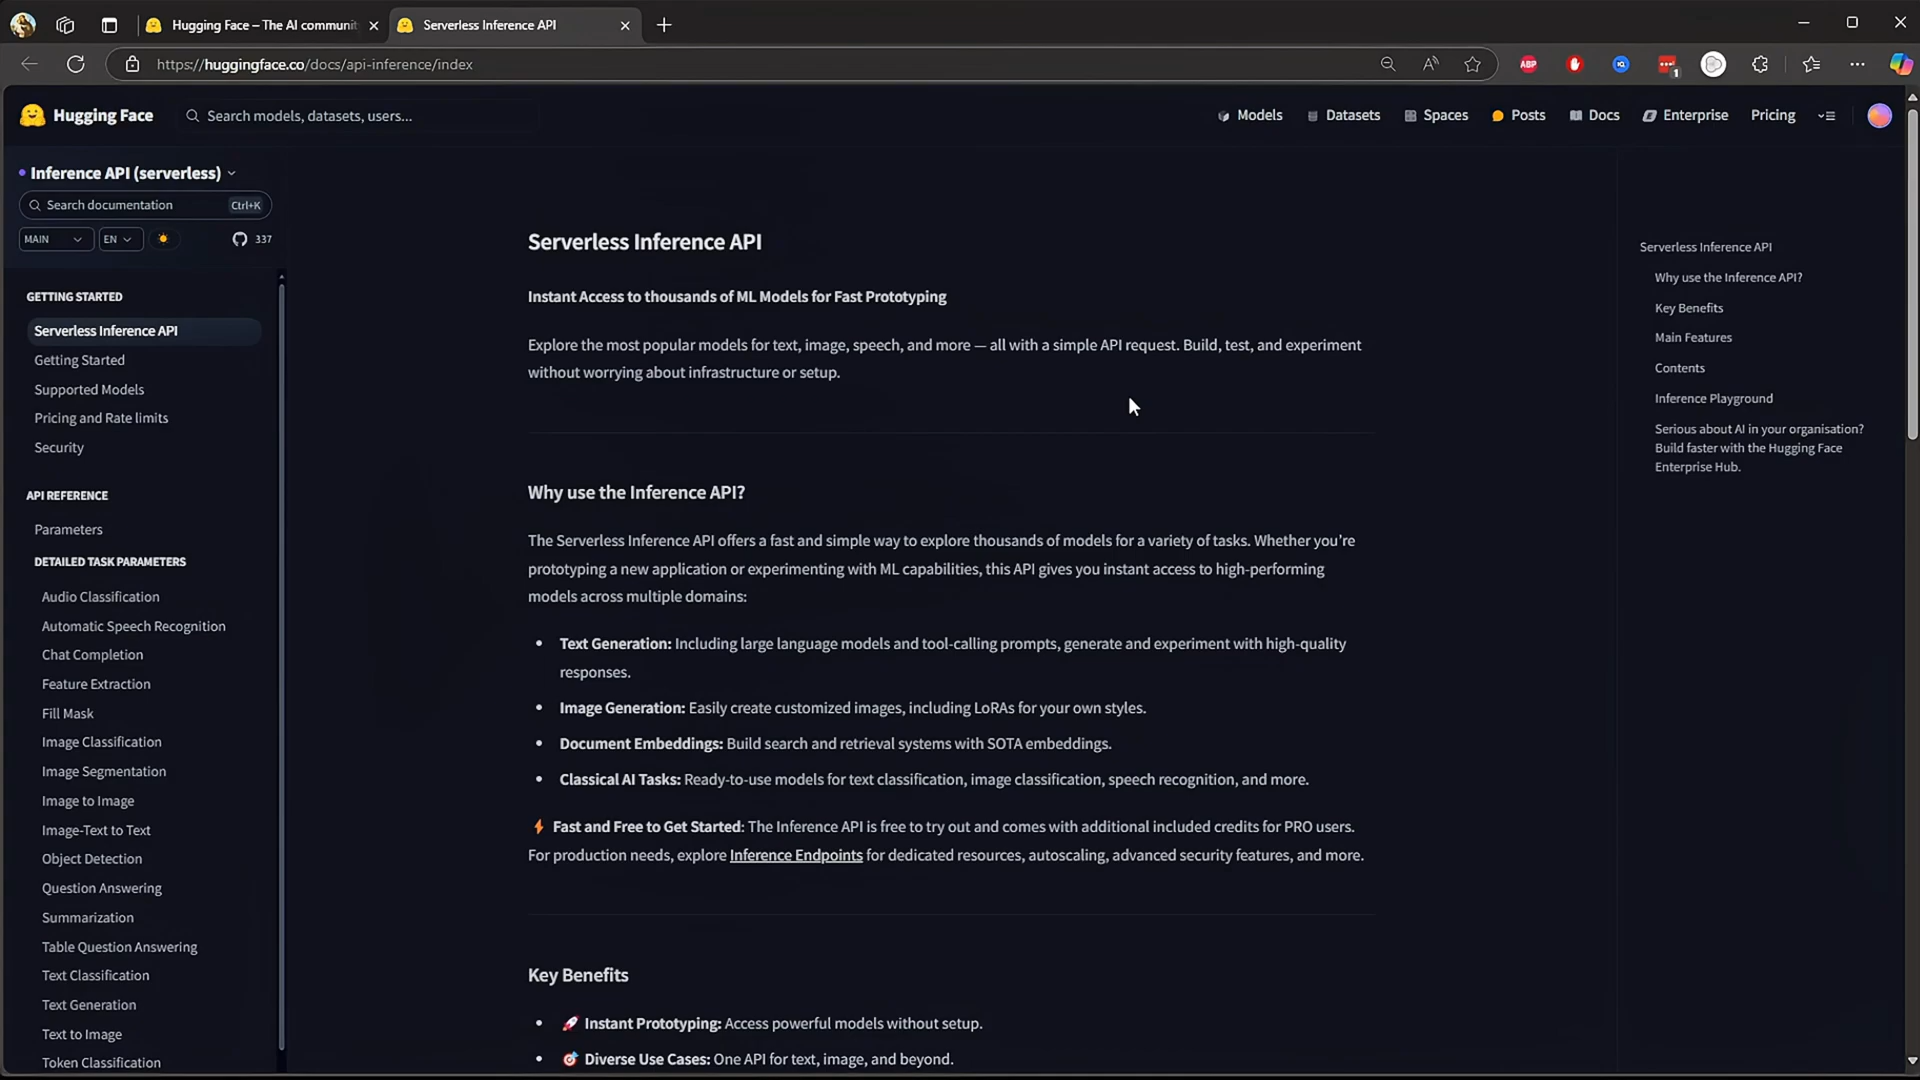 Hugging Face – The AI communi
Serverless Inference API
https://huggingface.co/docs/api-inference/index
ABP
1
Hugging Face
Search models, datasets, users...
Models
Datasets
Spaces
Posts
Docs
Enterprise
Pricing
Inference API (serverless)
Search documentation
Ctrl+K
MAIN
EN
337
GETTING STARTED
Serverless Inference API
Getting Started
Supported Models
Pricing and Rate limits
Security
API REFERENCE
Parameters
DETAILED TASK PARAMETERS
Audio Classification
Automatic Speech Recognition
Chat Completion
Feature Extraction
Fill Mask
Image Classification
Image Segmentation
Image to Image
Image-Text to Text
Object Detection
Question Answering
Summarization
Table Question Answering
Text Classification
Text Generation
Text to Image
Token Classification
Serverless Inference API
Instant Access to thousands of ML Models for Fast Prototyping
Explore the most popular models for text, image, speech, and more — all with a simple API request. Build, test, and experiment
without worrying about infrastructure or setup.
Why use the Inference API?
The Serverless Inference API offers a fast and simple way to explore thousands of models for a variety of tasks. Whether you're
prototyping a new application or experimenting with ML capabilities, this API gives you instant access to high-performing
models across multiple domains:
• Text Generation: Including large language models and tool-calling prompts, generate and experiment with high-quality
responses.
• Image Generation: Easily create customized images, including LoRAs for your own styles.
• Document Embeddings: Build search and retrieval systems with SOTA embeddings.
• Classical AI Tasks: Ready-to-use models for text classification, image classification, speech recognition, and more.
⚡ Fast and Free to Get Started: The Inference API is free to try out and comes with additional included credits for PRO users.
For production needs, explore Inference Endpoints for dedicated resources, autoscaling, advanced security features, and more.
Key Benefits
• 🚀 Instant Prototyping: Access powerful models without setup.
• 🎯 Diverse Use Cases: One API for text, image, and beyond.
Serverless Inference API
Why use the Inference API?
Key Benefits
Main Features
Contents
Inference Playground
Serious about AI in your organisation?
Build faster with the Hugging Face
Enterprise Hub.